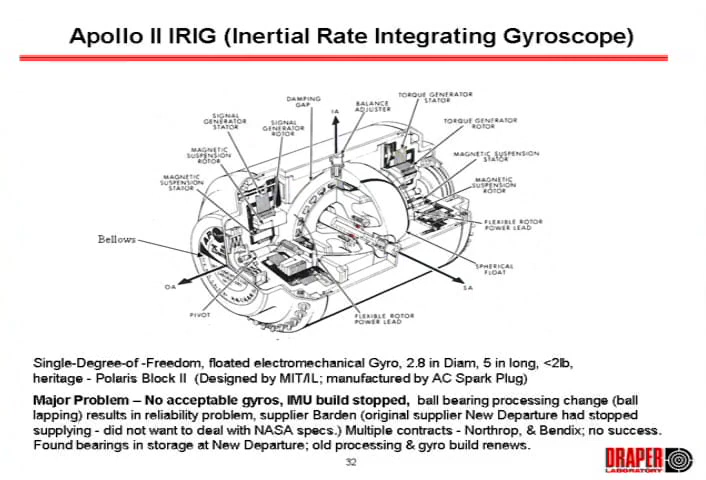 Apollo II IRIG (Inertial Rate Integrating Gyroscope)
DAMPING
GAP
IA
BALANCE
ADJUSTER
TORQUE GENERATOR
STATOR
SIGNAL
GENERATOR
STATOR
SIGNAL
GENERATOR
ROTOR
TORQUE GENERATOR
ROTOR
MAGNETIC
SUSPENSION
ROTOR
MAGNETIC SUSPENSION
STATOR
MAGNETIC
SUSPENSION
STATOR
MAGNETIC
SUSPENSION
ROTOR
FLEXIBLE ROTOR
POWER LEAD
Bellows
SPHERICAL
FLOAT
OA
SA
PIVOT
FLEXIBLE ROTOR
POWER LEAD
Single-Degree-of -Freedom, floated electromechanical Gyro, 2.8 in Diam, 5 in long, <2lb,
heritage - Polaris Block II (Designed by MIT/IL; manufactured by AC Spark Plug)
Major Problem – No acceptable gyros, IMU build stopped, ball bearing processing change (ball
lapping) results in reliability problem, supplier Barden (original supplier New Departure had stopped
supplying - did not want to deal with NASA specs.) Multiple contracts - Northrop, & Bendix; no success.
Found bearings in storage at New Departure; old processing & gyro build renews.
32
DRAPER
LABORATORY